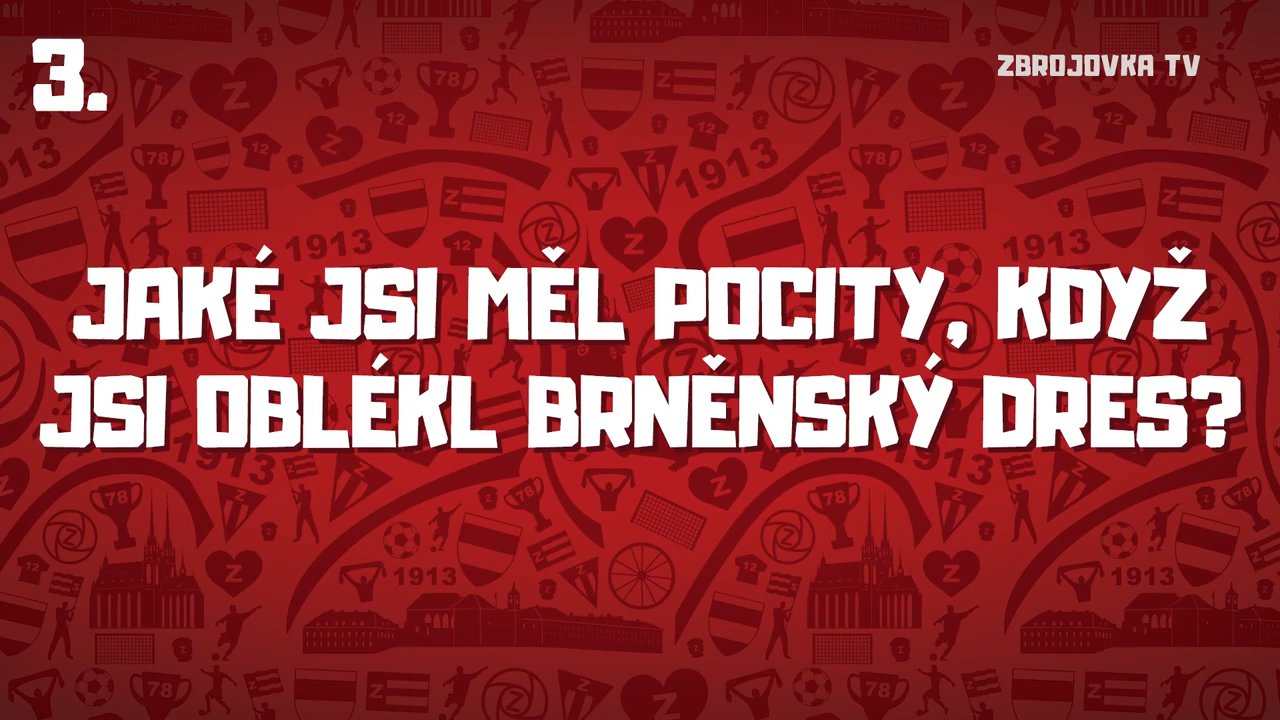 3.
ZBROJOVKA TV
JAKÉ JSI MĚL POCITY, KDYŽ
JSI OBLÉKL BRNĚNSKÝ DRES?